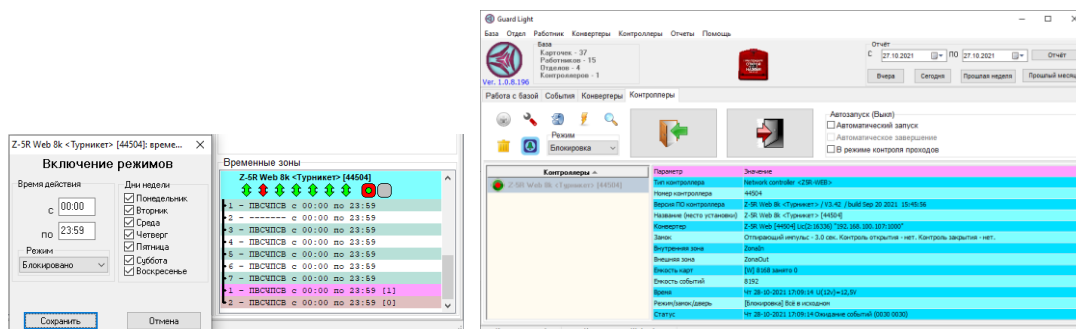 Z-5R Web 8k <Турникет> [44504]: време...
Включение режимов
Время действия
с 00:00
по 23:59
Режим
Блокировано
Дни недели
Понедельник
Вторник
Среда
Четверг
Пятница
Суббота
Воскресенье
Сохранить
Отмена
Временные зоны
Z-5R Web 8k <Турникет> [44504]
1 - ПВСЧПСВ с 00:00 по 23:59
2 - ------- с 00:00 по 23:59
3 - ПВСЧПСВ с 00:00 по 23:59
4 - ПВСЧПСВ с 00:00 по 23:59
5 - ПВСЧПСВ с 00:00 по 23:59
6 - ПВСЧПСВ с 00:00 по 23:59
7 - ПВСЧПСВ с 00:00 по 23:59
1 - ПВСЧПСВ с 00:00 по 23:59 [1]
2 - ПВСЧПСВ с 00:00 по 23:59 [0]
Guard Light
База Отдел Работник Конвертеры Контроллеры Отчеты Помощь
База
Карточек - 37
Работников - 15
Отделов - 4
Контроллеров - 1
Ver. 1.0.8.196
Отчёт
С 27.10.2021 ПО 27.10.2021 Отчёт
Вчера Сегодня Прошлая неделя Прошлый месяц
Работа с базой События Конвертеры Контроллеры
Режим
Блокировка
Автозапуск (Выкл)
Автоматический запуск
Автоматическое завершение
В режиме контроля проходов
Контроллеры
Z-5R Web 8k <Турникет> [44504]
Параметр Значение
Тип контроллера Network controller <Z5R-WEB>
Номер контроллера 44504
Версия ПО контроллера Z-5R Web 8k <Турникет> / V3.42 / build Sep 20 2021 15:45:56
Название (место установки) Z-5R Web 8k <Турникет> [44504]
Конвертер Z-5R Web [44504] Lic(2:16336) "192.168.100.107:1000"
Замок Отпирающий импульс - 3.0 сек. Контроль открытия - нет. Контроль закрытия - нет.
Внутренняя зона ZoneIn
Внешняя зона ZoneOut
Емкость карт [W] 8168 занято 0
Емкость событий 8192
Время Чт 28-10-2021 17:09:14 U(12v)=12,5V
Режим/замок/дверь [Блокировка] Всё в исходном
Статус Чт 28-10-2021 17:09:14 Ожидание событий (0030 0030)